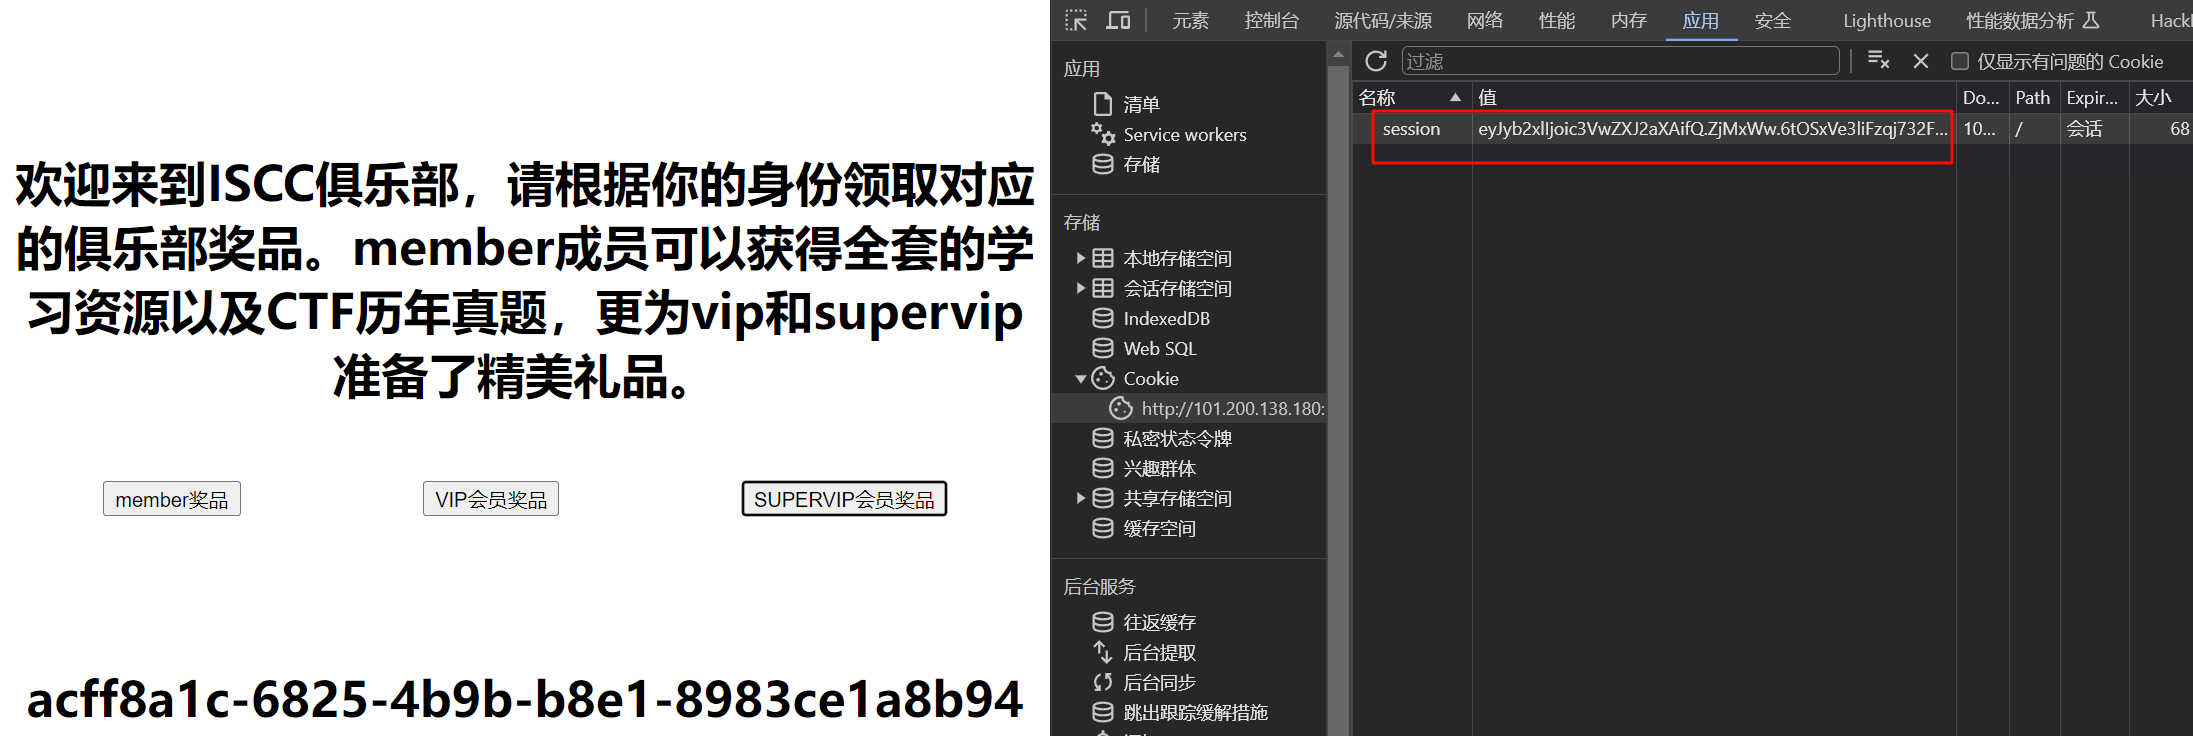 欢迎来到ISCC俱乐部，请根据你的身份领取对应
的俱乐部奖品。member成员可以获得全套的学
习资源以及CTF历年真题，更为vip和supervip
准备了精美礼品。
member奖品
VIP会员奖品
SUPERVIP会员奖品
acff8a1c-6825-4b9b-b8e1-8983ce1a8b94
元素
控制台
源代码/来源
网络
性能
内存
应用
安全
Lighthouse
性能数据分析
应用
清单
Service workers
存储
存储
本地存储空间
会话存储空间
IndexedDB
Web SQL
Cookie
http://101.200.138.180:
私密状态令牌
兴趣群体
共享存储空间
缓存空间
后台服务
往返缓存
后台提取
后台同步
跳出跟踪缓解措施
过滤
仅显示有问题的 Cookie
名称 值 Do... Path Expir... 大小
session eyJyb2xlIjoic3VwZXJ2aXAifQ.ZjMxWw.6tOSxVe3liFzqj732F... 10... / 会话 68